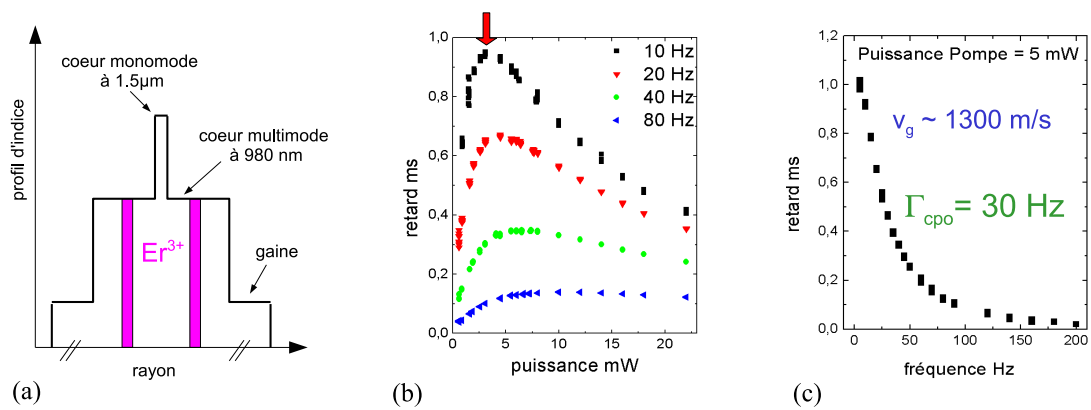 profil d'indice
coeur monomode
à 1.5µm
coeur multimode
à 980 nm
Er3+
gaine
rayon
(a)
retard ms
1,0
0,8
0,6
0,4
0,2
0,0
10 Hz
20 Hz
40 Hz
80 Hz
0 5 10 15 20
puissance mW
(b)
retard ms
1,2
1,0
0,8
0,6
0,4
0,2
0,0
Puissance Pompe = 5 mW
vg ~ 1300 m/s
Γcpo = 30 Hz
0 50 100 150 200
fréquence Hz
(c)